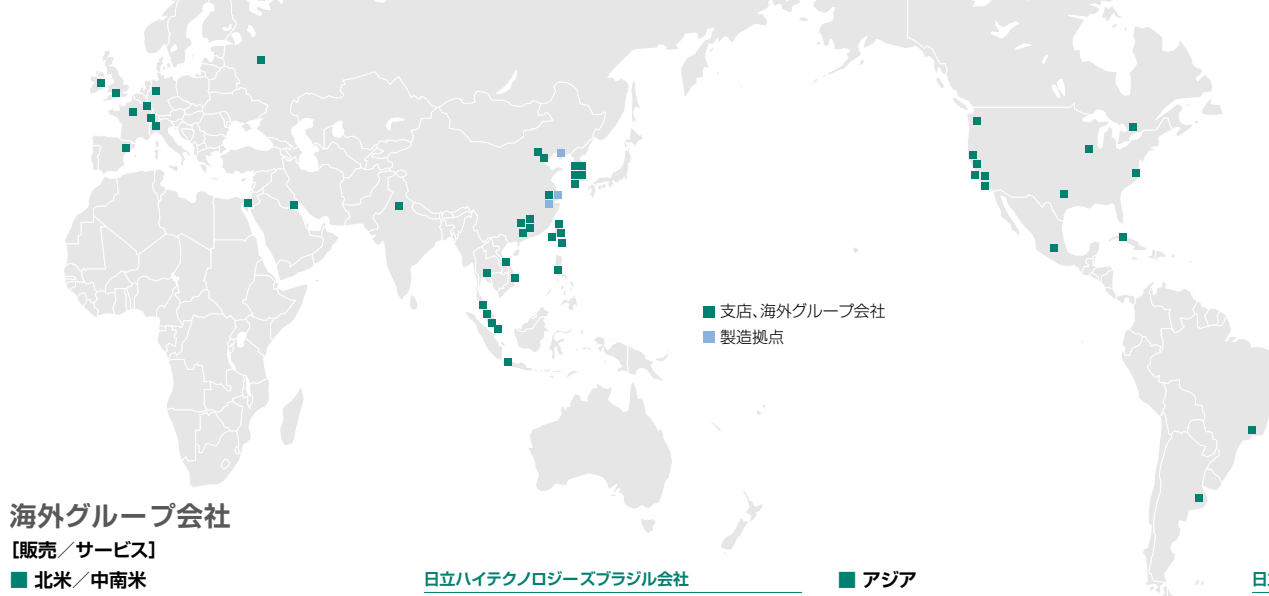 支店、海外グループ会社
製造拠点
海外グループ会社
[販売／サービス]
北米／中南米
日立ハイテクノロジーズブラジル会社
アジア